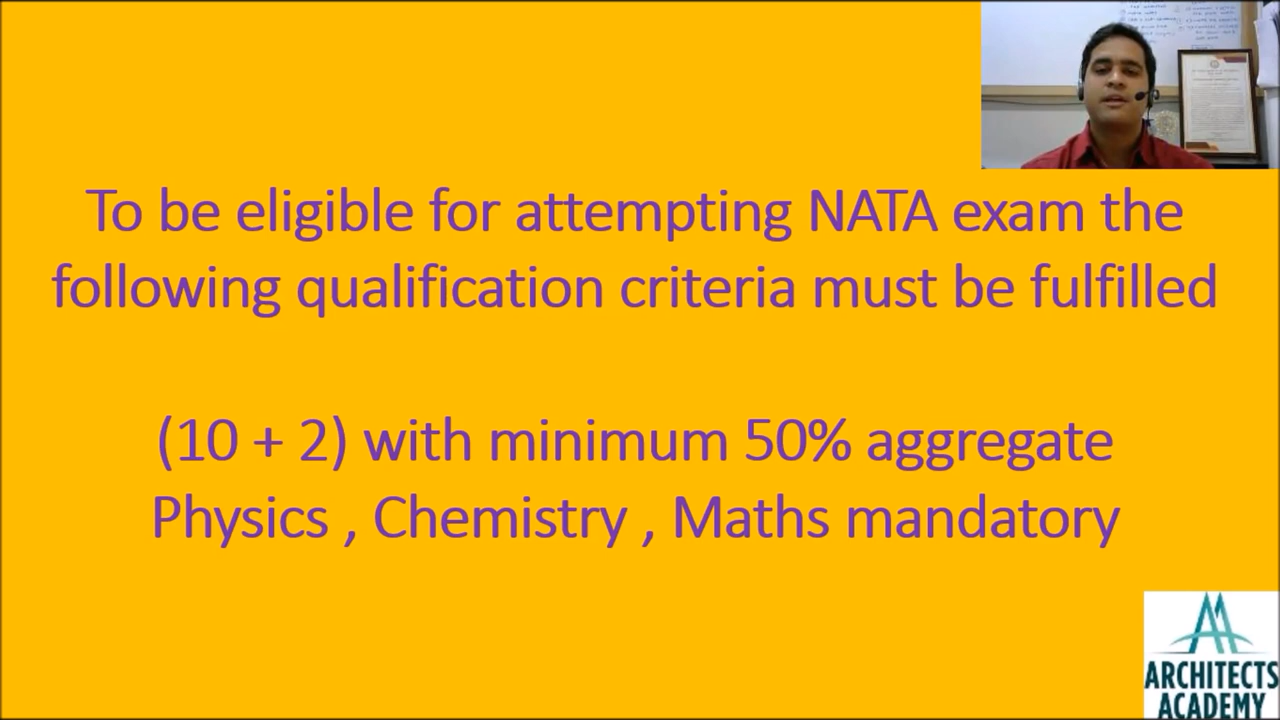 To be eligible for attempting NATA exam the
following qualification criteria must be fulfilled
(10 + 2) with minimum 50% aggregate
Physics , Chemistry , Maths mandatory
ARCHITECTS
ACADEMY